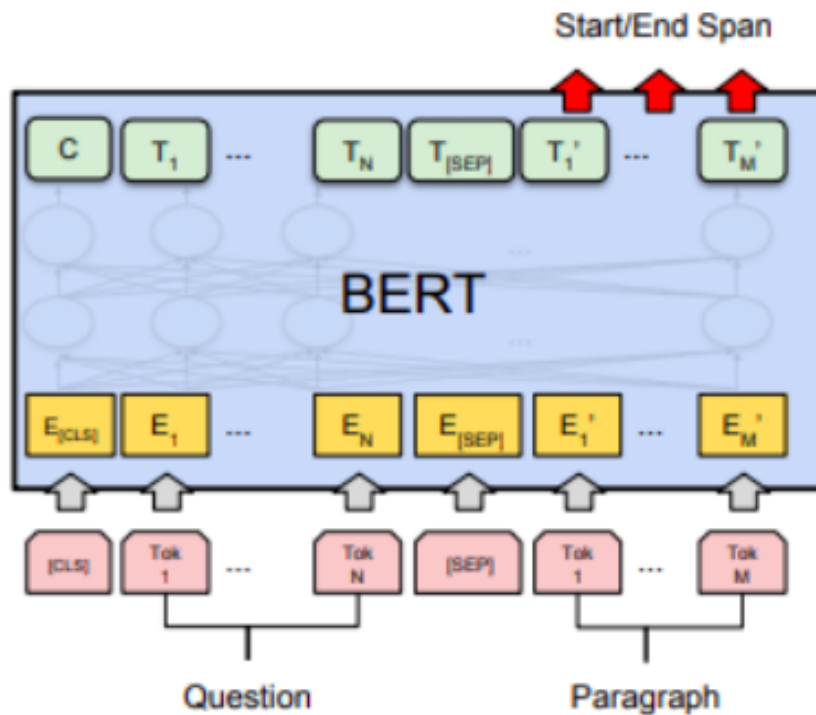 Start/End Span
C T1 ... TN T[SEP] T1' ... TM'
...
BERT
...
E[CLS] E1 ... EN E[SEP] E1' ... EM'
[CLS] Tok 1 ... Tok N [SEP] Tok 1 ... Tok M
Question Paragraph